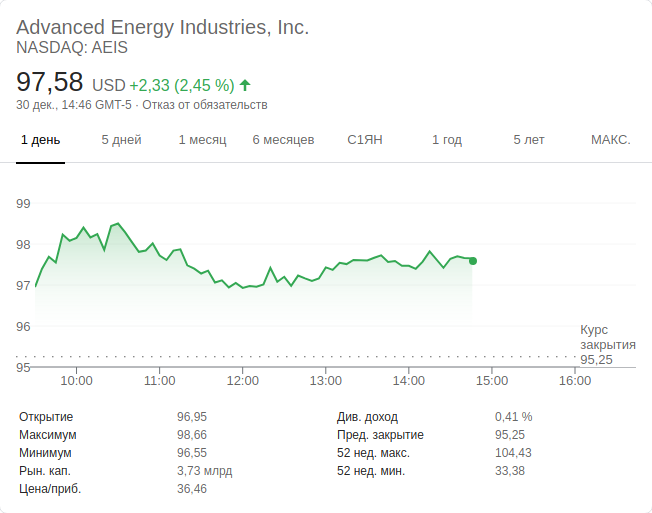 Advanced Energy Industries, Inc.
NASDAQ: AEIS
97,58 USD +2,33 (2,45 %)
30 дек., 14:46 GMT-5 · Отказ от обязательств
1 день 5 дней 1 месяц 6 месяцев С1ЯН 1 год 5 лет МАКС.
99
98
97
96
95
Курс
закрытия
95,25
10:00 11:00 12:00 13:00 14:00 15:00 16:00
Открытие 96,95
Максимум 98,66
Минимум 96,55
Рын. кап. 3,73 млрд
Цена/приб. 36,46
Див. доход 0,41 %
Пред. закрытие 95,25
52 нед. макс. 104,43
52 нед. мин. 33,38